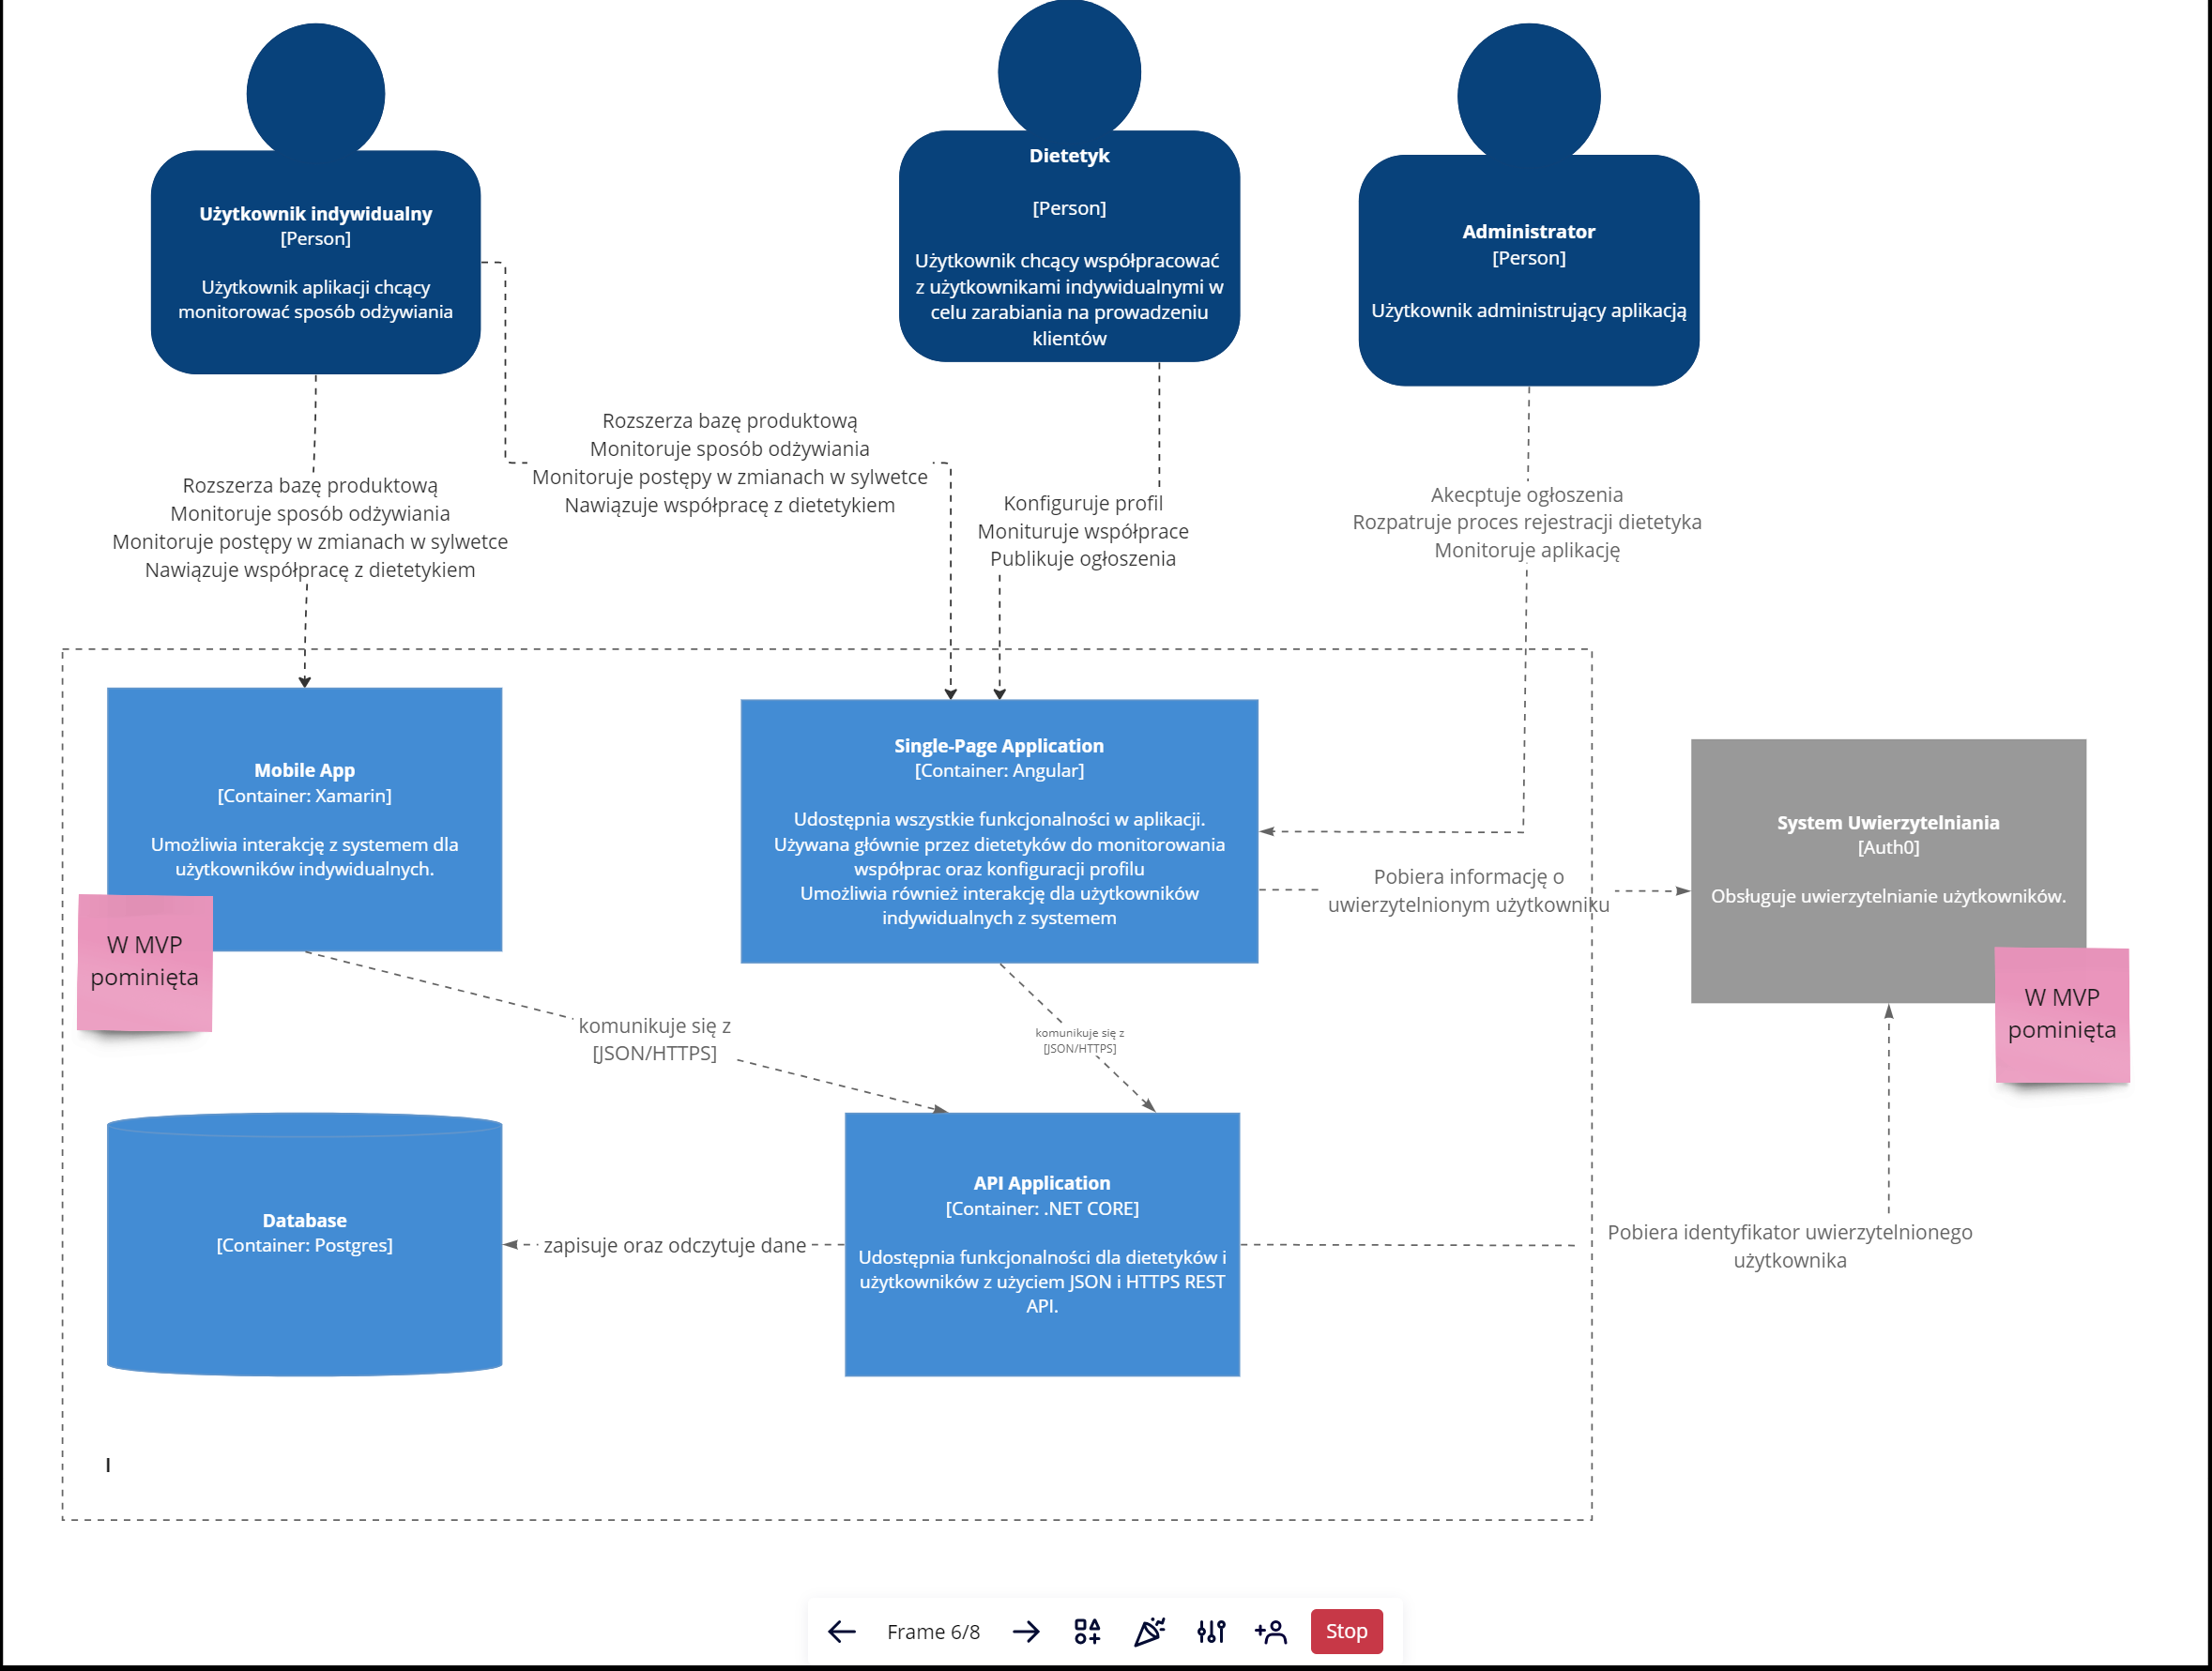 Użytkownik indywidualny
[Person]
Użytkownik aplikacji chcący
monitorować sposób odżywiania
Dietetyk
[Person]
Użytkownik chcący współpracować
z użytkownikami indywidualnymi w
celu zarabiania na prowadzeniu
klientów
Administrator
[Person]
Użytkownik administrujący aplikacją
Rozszerza bazę produktową
Monitoruje sposób odżywiania
Monitoruje postępy w zmianach w sylwetce
Nawiązuje współpracę z dietetykiem
Rozszerza bazę produktową
Monitoruje sposób odżywiania
Monitoruje postępy w zmianach w sylwetce
Nawiązuje współpracę z dietetykiem
Konfiguruje profil
Monituruje współprace
Publikuje ogłoszenia
Akecptuje ogłoszenia
Rozpatruje proces rejestracji dietetyka
Monitoruje aplikację
Mobile App
[Container: Xamarin]
Umożliwia interakcję z systemem dla
użytkowników indywidualnych.
W MVP
pominięta
Single-Page Application
[Container: Angular]
Udostępnia wszystkie funkcjonalności w aplikacji.
Używana głównie przez dietetyków do monitorowania
współprac oraz konfiguracji profilu
Umożliwia również interakcję dla użytkowników
indywidualnych z systemem
Pobiera informację o
uwierzytelnionym użytkowniku
System Uwierzytelniania
[Auth0]
Obsługuje uwierzytelnianie użytkowników.
W MVP
pominięta
komunikuje się z
[JSON/HTTPS]
komunikuje się z
[JSON/HTTPS]
Database
[Container: Postgres]
zapisuje oraz odczytuje dane
API Application
[Container: .NET CORE]
Udostępnia funkcjonalności dla dietetyków i
użytkowników z użyciem JSON i HTTPS REST
API.
Pobiera identyfikator uwierzytelnionego
użytkownika
Frame 6/8
Stop